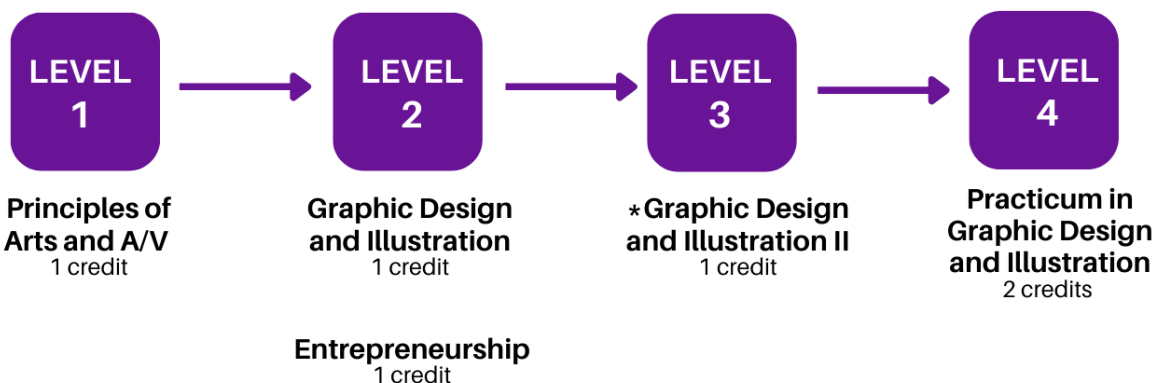 LEVEL
1
LEVEL
2
LEVEL
3
LEVEL
4
Principles of
Arts and A/V
1 credit
Graphic Design
and Illustration
1 credit
Entrepreneurship
1 credit
*Graphic Design
and Illustration II
1 credit
Practicum in
Graphic Design
and Illustration
2 credits